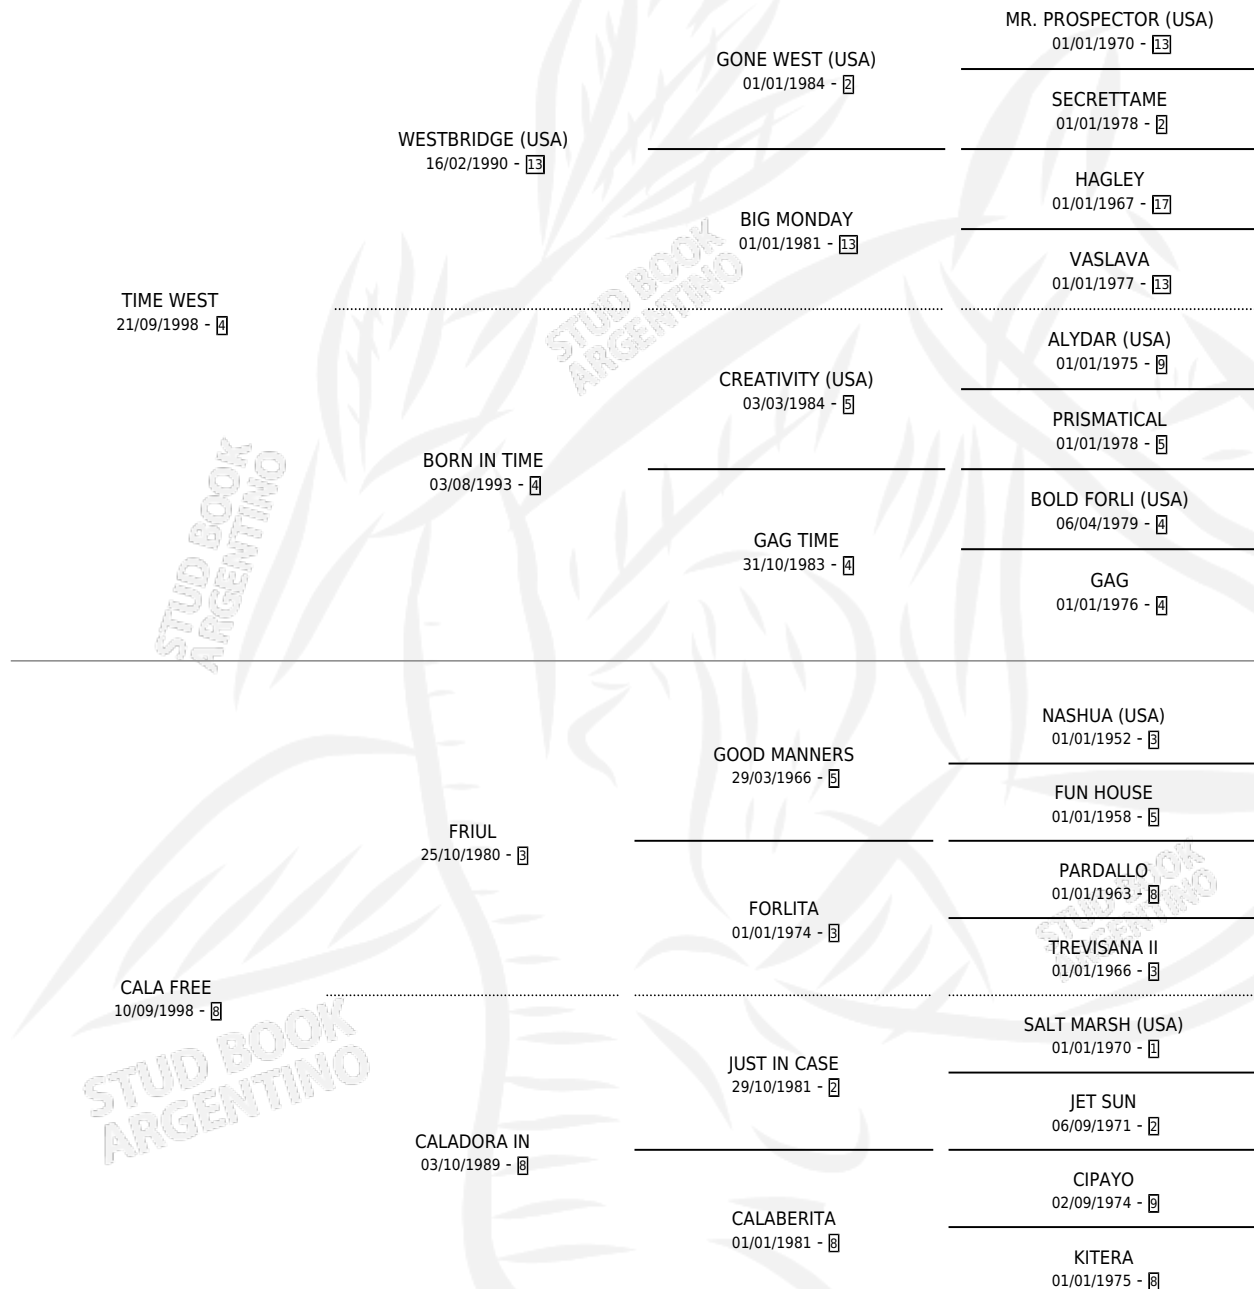 MR. PROSPECTOR (USA)
01/01/1970 - 13
GONE WEST (USA)
01/01/1984 - 2
SECRETTAME
01/01/1978 - 2
WESTBRIDGE (USA)
16/02/1990 - 13
HAGLEY
01/01/1967 - 17
BIG MONDAY
01/01/1981 - 13
VASLAVA
01/01/1977 - 13
TIME WEST
21/09/1998 - 4
ALYDAR (USA)
01/01/1975 - 9
CREATIVITY (USA)
03/03/1984 - 5
PRISMATICAL
01/01/1978 - 5
BORN IN TIME
03/08/1993 - 4
BOLD FORLI (USA)
06/04/1979 - 4
GAG TIME
31/10/1983 - 4
GAG
01/01/1976 - 4
NASHUA (USA)
01/01/1952 - 3
GOOD MANNERS
29/03/1966 - 5
FUN HOUSE
01/01/1958 - 5
FRIUL
25/10/1980 - 3
PARDALLO
01/01/1963 - 8
FORLITA
01/01/1974 - 3
TREVISANA II
01/01/1966 - 3
CALA FREE
10/09/1998 - 8
SALT MARSH (USA)
01/01/1970 - 1
JUST IN CASE
29/10/1981 - 2
JET SUN
06/09/1971 - 2
CALADORA IN
03/10/1989 - 8
CIPAYO
02/09/1974 - 9
CALABERITA
01/01/1981 - 8
KITERA
01/01/1975 - 8
STUD BOOK
ARGENTINO
STUD BOOK
ARGENTINO
STUD BOOK
ARGENTINO
STUD BOOK
ARGENTINO